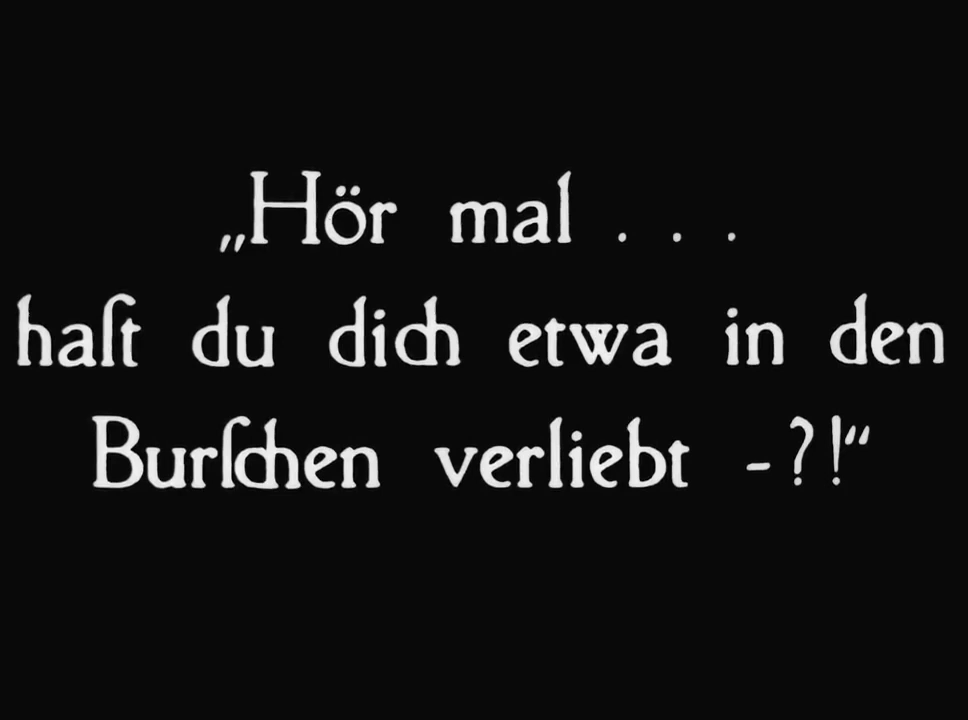 „Hör mal . . .
haſt du dich etwa in den
Burſchen verliebt -?!“